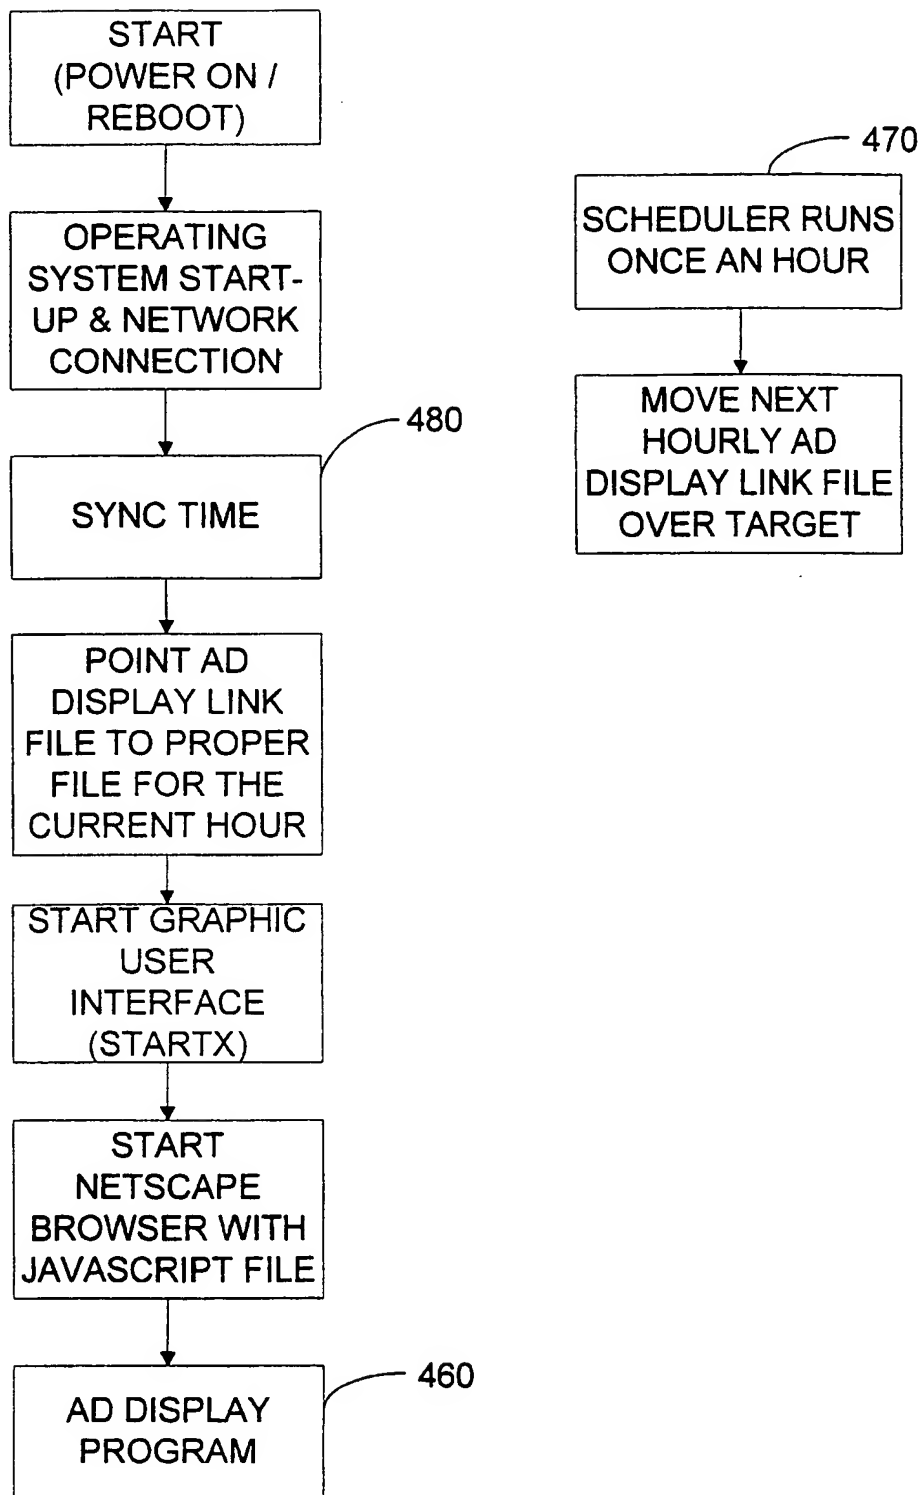 START
(POWER ON /
REBOOT)
OPERATING
SYSTEM START-
UP & NETWORK
CONNECTION
480
SYNC TIME
POINT AD
DISPLAY LINK
FILE TO PROPER
FILE FOR THE
CURRENT HOUR
START GRAPHIC
USER
INTERFACE
(STARTX)
START
NETSCAPE
BROWSER WITH
JAVASCRIPT FILE
460
AD DISPLAY
PROGRAM
470
SCHEDULER RUNS
ONCE AN HOUR
MOVE NEXT
HOURLY AD
DISPLAY LINK FILE
OVER TARGET